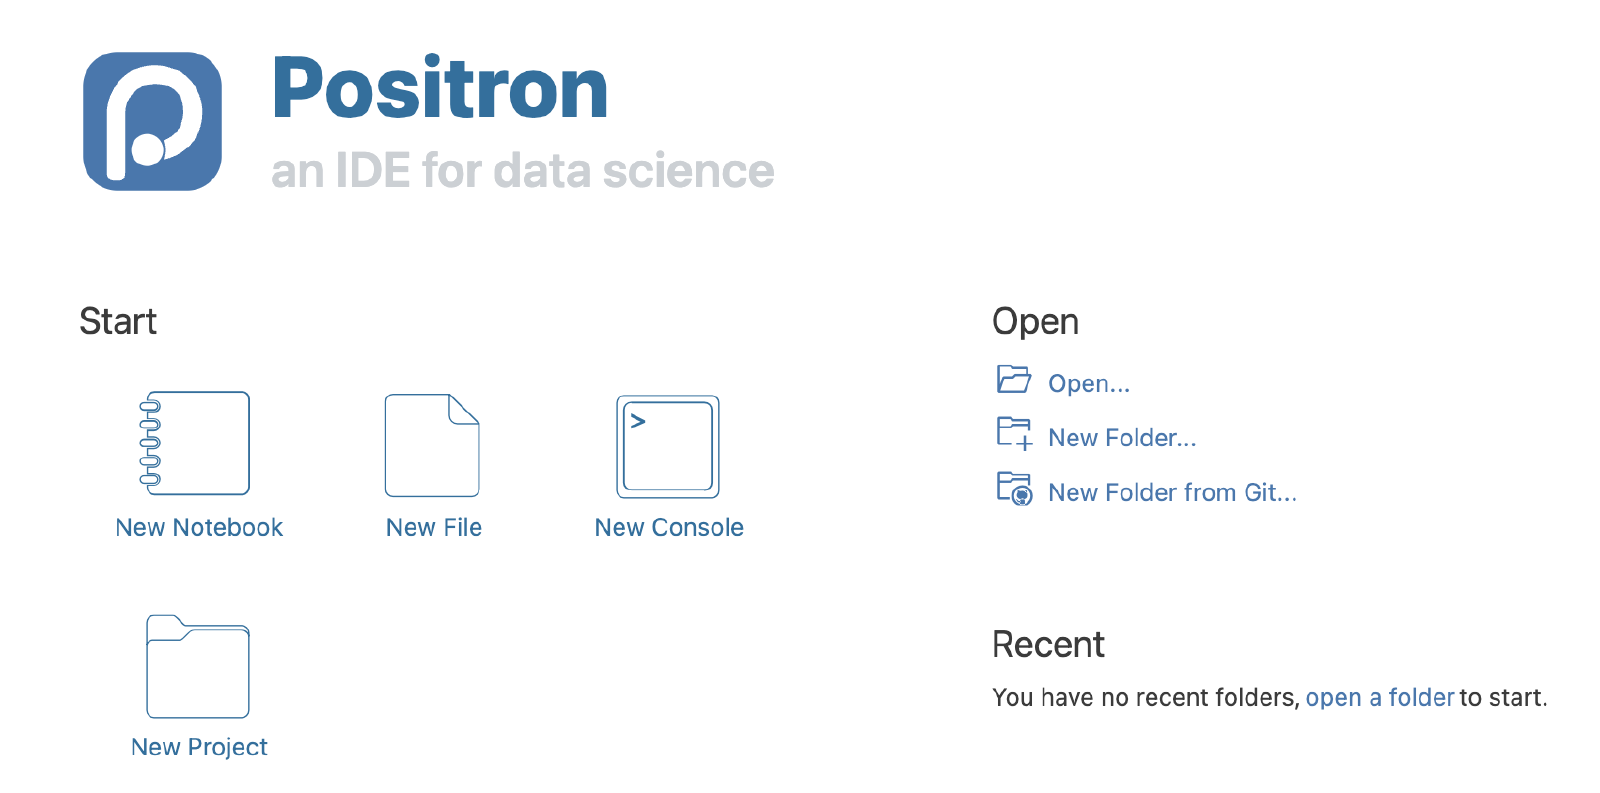 Positron
an IDE for data science
Start
New Notebook
New File
>
New Console
New Project
Open
Open...
New Folder...
New Folder from Git...
Recent
You have no recent folders, open a folder to start.